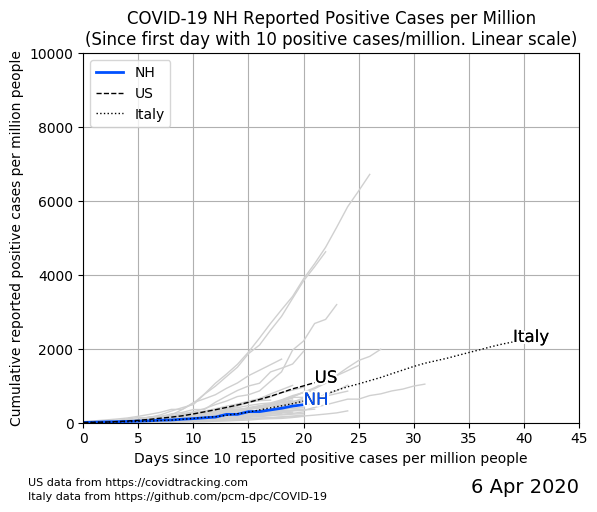 COVID-19 NH Reported Positive Cases per Million
(Since first day with 10 positive cases/million. Linear scale)
Cumulative reported positive cases per million people
10000
8000
6000
4000
2000
0
NH
US
Italy
Italy
US
NH
0 5 10 15 20 25 30 35 40 45
Days since 10 reported positive cases per million people
US data from https://covidtracking.com
Italy data from https://github.com/pcm-dpc/COVID-19
6 Apr 2020